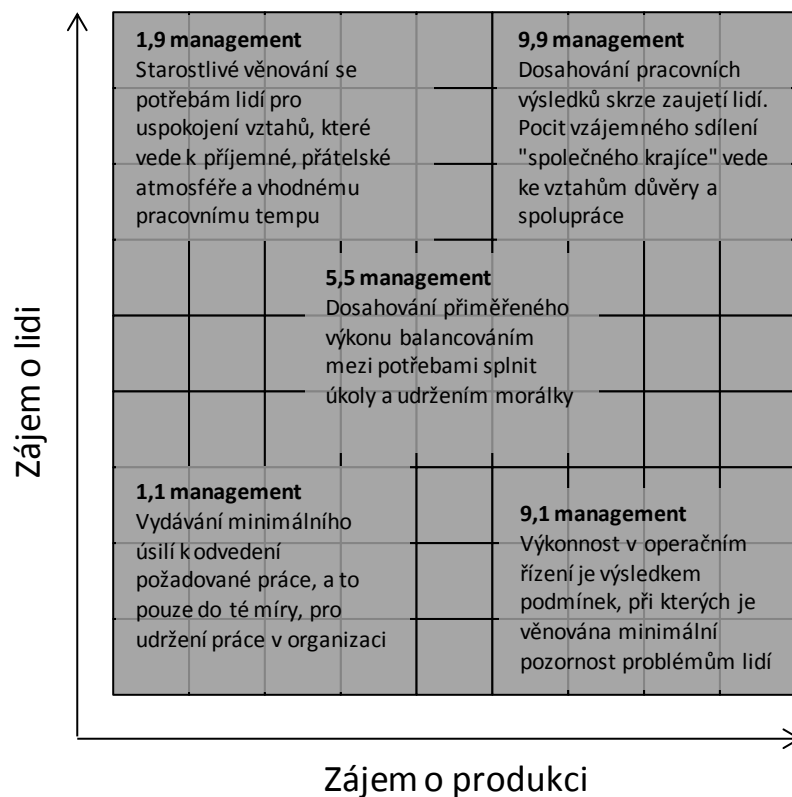 1,9 management
Starostlivé věnování se
potřebám lidí pro
uspokojení vztahů, které
vede k příjemné, přátelské
atmosféře a vhodnému
pracovnímu tempu
9,9 management
Dosahování pracovních
výsledků skrze zaujetí lidí.
Pocit vzájemného sdílení
"společného krajíce" vede
ke vztahům důvěry a
spolupráce
5,5 management
Dosahování přiměřeného
výkonu balancováním
mezi potřebami splnit
úkoly a udržením morálky
1,1 management
Vydávání minimálního
úsilí k odvedení
požadované práce, a to
pouze do té míry, pro
udržení práce v organizaci
9,1 management
Výkonnost v operačním
řízení je výsledkem
podmínek, při kterých je
věnována minimální
pozornost problémům lidí
Zájem o lidi
Zájem o produkci